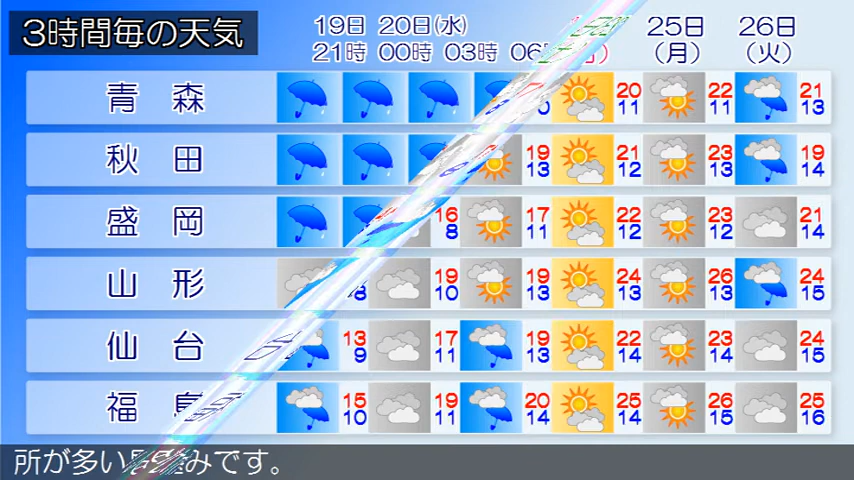 3時間毎の天気
19日 20日(水) 25日 26日
21時 00時 03時 (月) (火)
青森 20 11 22 11 21 13
秋田 19 13 21 12 23 13 19 14
盛岡 16 8 17 11 22 12 23 12 21 14
山形 19 10 19 13 24 13 26 13 24 15
仙台 13 9 17 11 19 13 22 14 23 14 24 15
福島 15 10 19 11 20 14 25 14 26 15 25 16
所が多い みです。